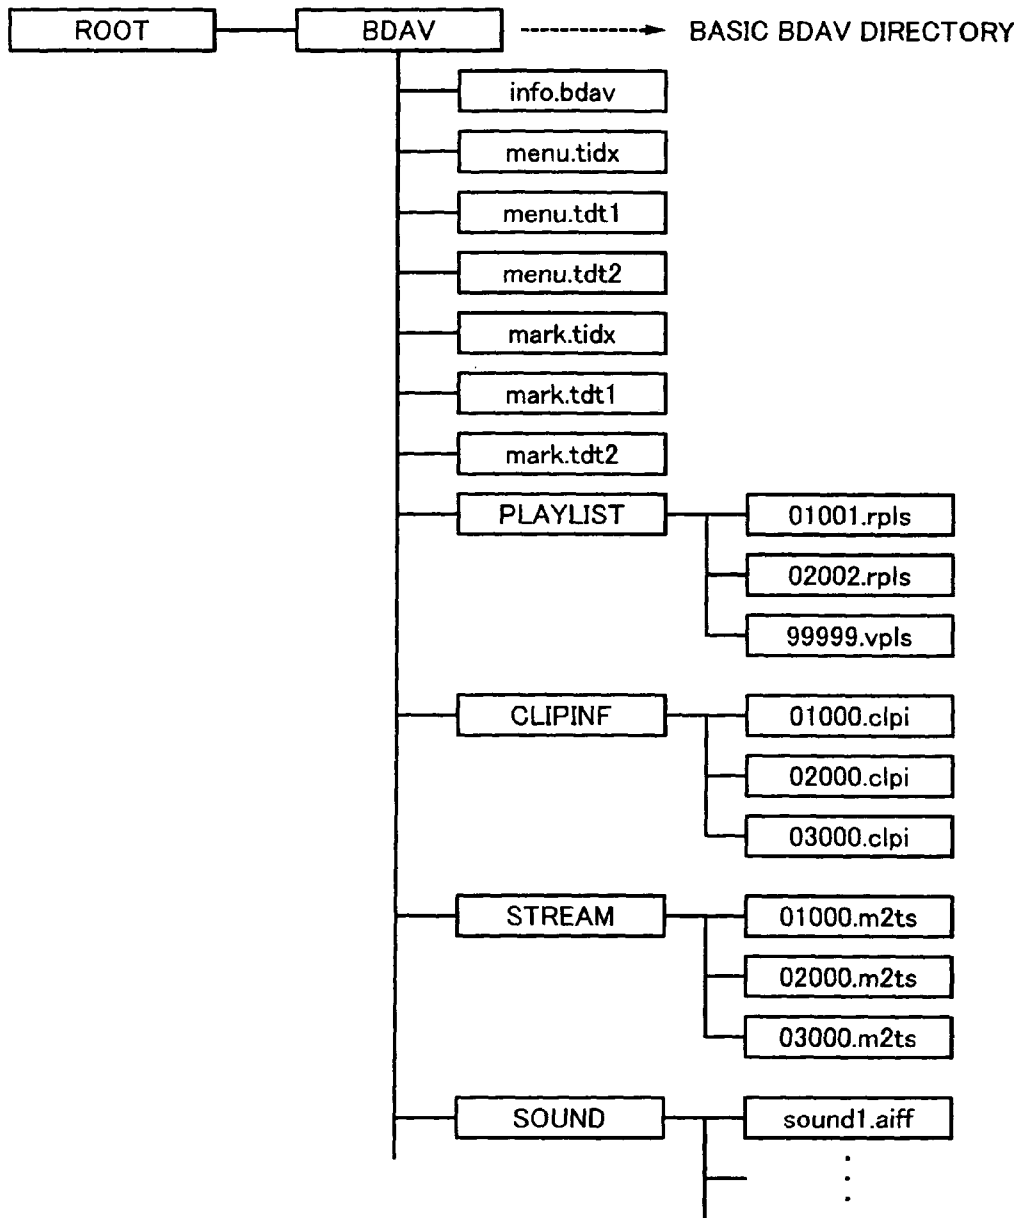 ROOT
BDAV
BASIC BDAV DIRECTORY
info.bdav
menu.tidx
menu.tdt1
menu.tdt2
mark.tidx
mark.tdt1
mark.tdt2
PLAYLIST
01001.rpls
02002.rpls
99999.vpls
CLIPINF
01000.clpi
02000.clpi
03000.clpi
STREAM
01000.m2ts
02000.m2ts
03000.m2ts
SOUND
sound1.aiff